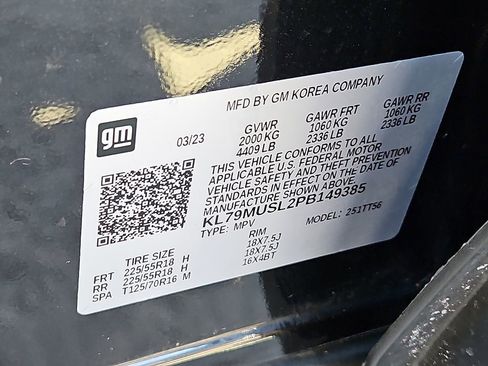 gm
MFD BY GM KOREA COMPANY
03/23
GVWR GAWR FRT GAWR RR
2000 KG 1060 KG 1060 KG
4409 LB 2336 LB 2336 LB
THIS VEHICLE CONFORMS TO ALL
APPLICABLE U.S. FEDERAL MOTOR
VEHICLE SAFETY AND THEFT PREVENTION
STANDARDS IN EFFECT ON THE DATE OF
MANUFACTURE SHOWN ABOVE
KL79MUSL2PB149385
TYPE: MPV MODEL: 251TT56
TIRE SIZE RIM
FRT 225/55R18 H 18X7.5J
RR 225/55R18 H 18X7.5J
SPA T125/70R16 M 16X4BT